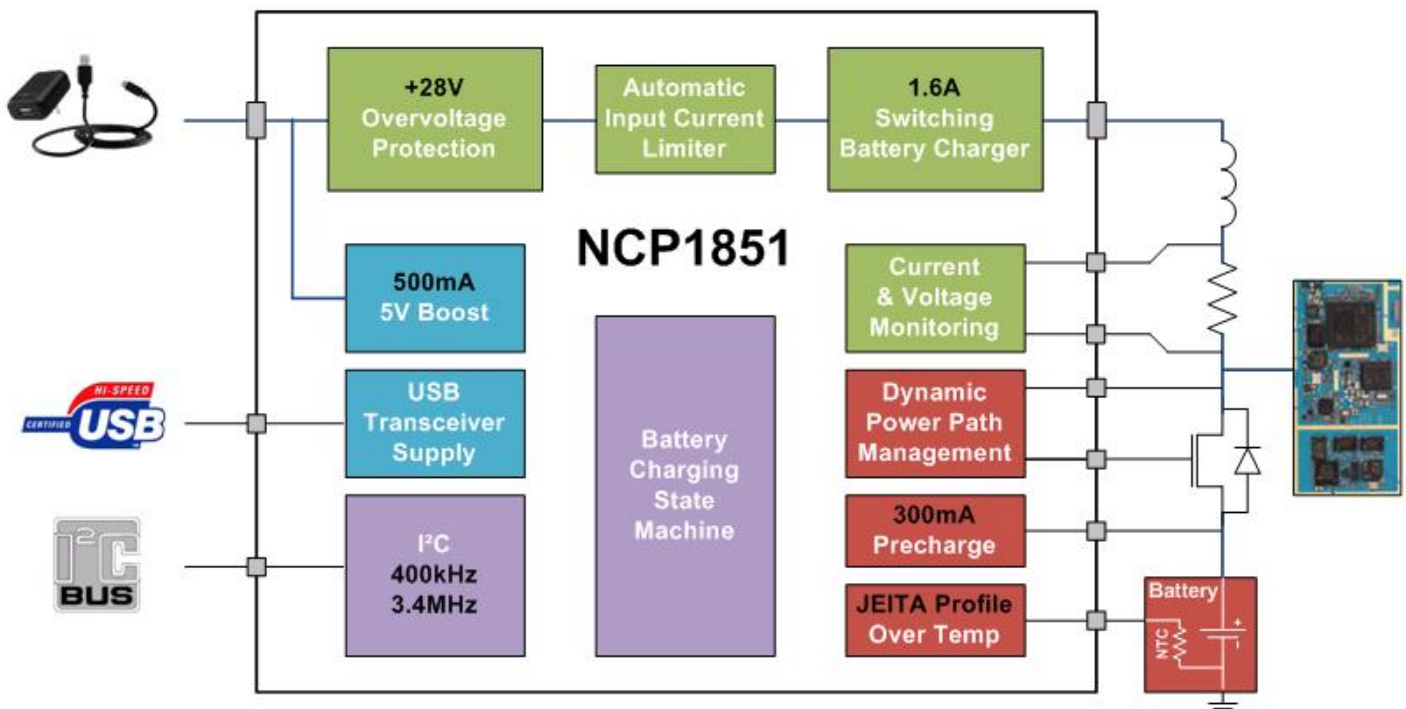 +28V
Overvoltage
Protection
Automatic
Input Current
Limiter
1.6A
Switching
Battery Charger
NCP1851
500mA
5V Boost
Current
& Voltage
Monitoring
HI-SPEED
CERTIFIED USB
USB
Transceiver
Supply
Battery
Charging
State
Machine
Dynamic
Power Path
Management
I²C
BUS
I²C
400kHz
3.4MHz
300mA
Precharge
JEITA Profile
Over Temp
Battery
+
-
NTC